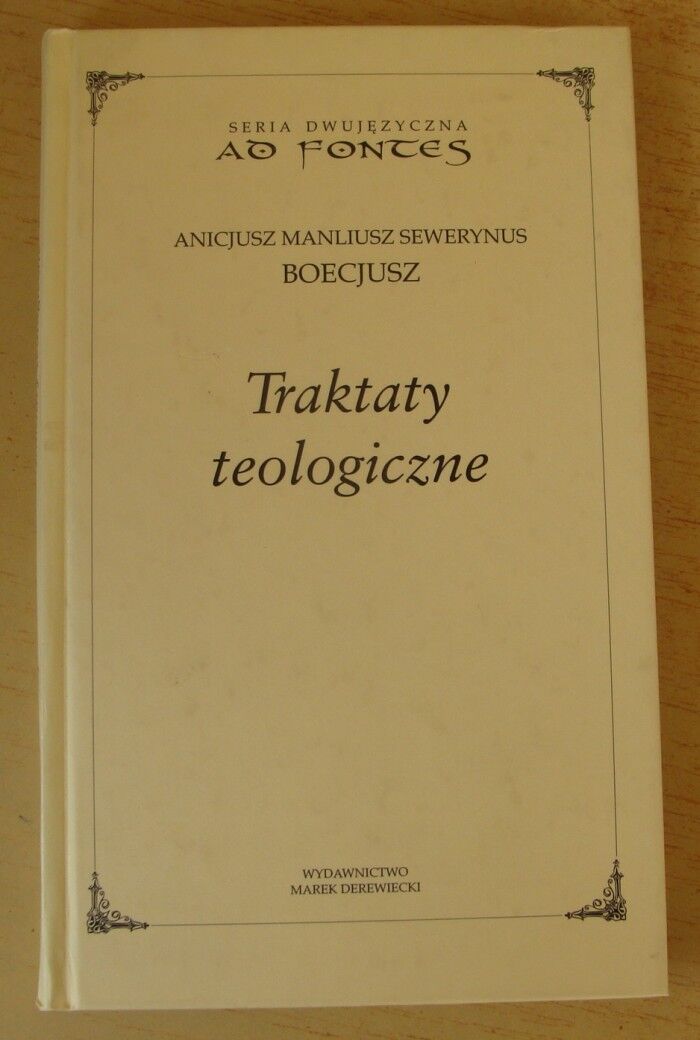 SERIA DWUJĘZYCZNA
AD FONTES
ANICJUSZ MANLIUSZ SEWERYNUS
BOECJUSZ
Traktaty
teologiczne
WYDAWNICTWO
MAREK DEREWIECKI